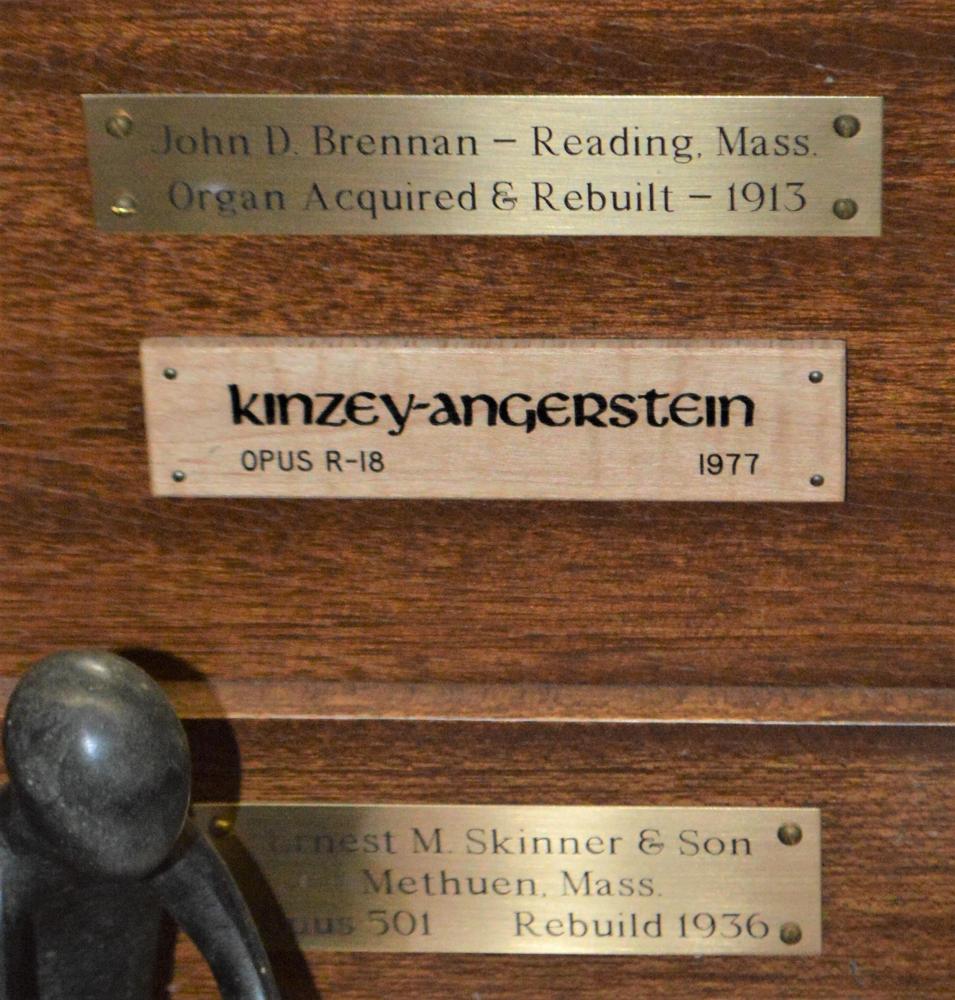 John D. Brennan – Reading, Mass.
Organ Acquired & Rebuilt – 1913
kinzey-angerstein
OPUS R-18 1977
Ernest M. Skinner & Son
Methuen, Mass.
501 Rebuild 1936